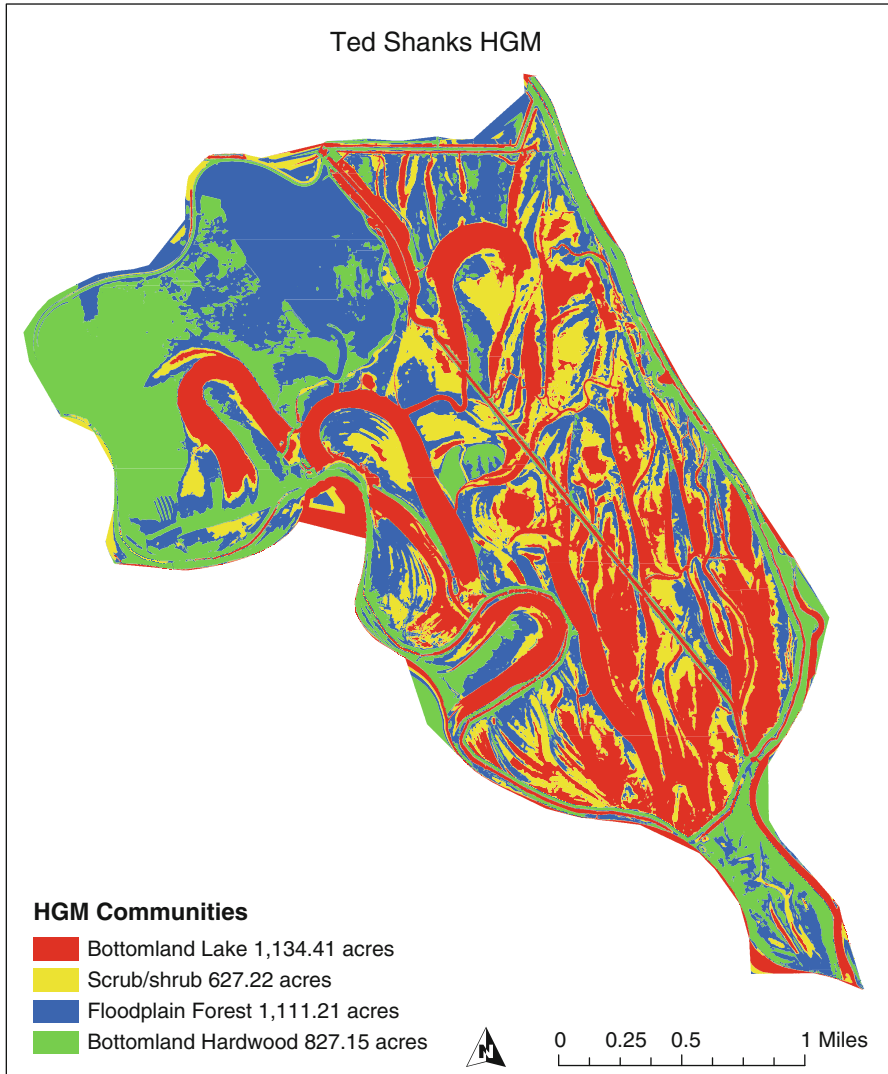 Ted Shanks HGM
HGM Communities
Bottomland Lake 1,134.41 acres
Scrub/shrub 627.22 acres
Floodplain Forest 1,111.21 acres
Bottomland Hardwood 827.15 acres
N
0 0.25 0.5 1 Miles